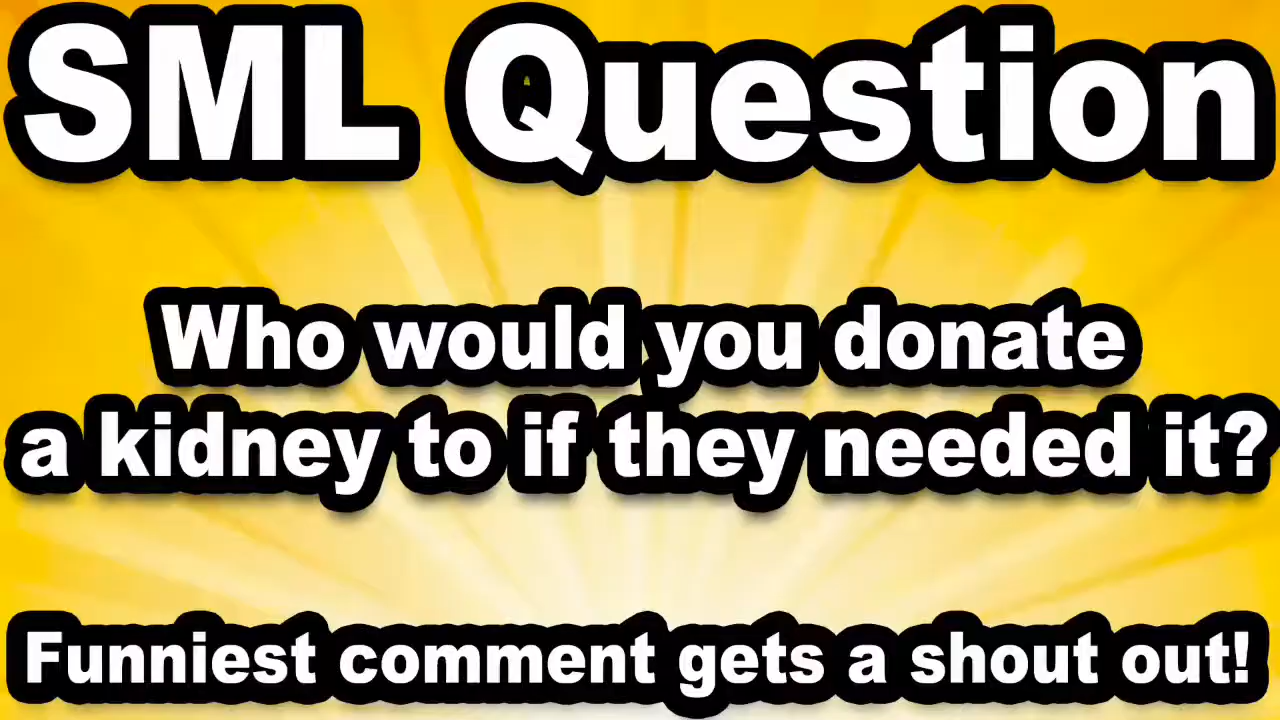 SML Question
Who would you donate
a kidney to if they needed it?
Funniest comment gets a shout out!